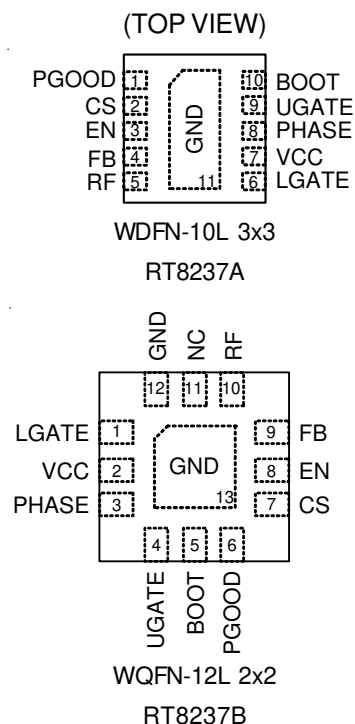 (TOP VIEW)
PGOOD 1 10 BOOT
CS 2 9 UGATE
EN 3 GND 8 PHASE
FB 4 7 VCC
RF 5 11 6 LGATE
WDFN-10L 3x3
RT8237A
GND NC RF
12 11 10
LGATE 1 9 FB
VCC 2 GND 8 EN
PHASE 3 13 7 CS
4 5 6
UGATE BOOT PGOOD
WQFN-12L 2x2
RT8237B